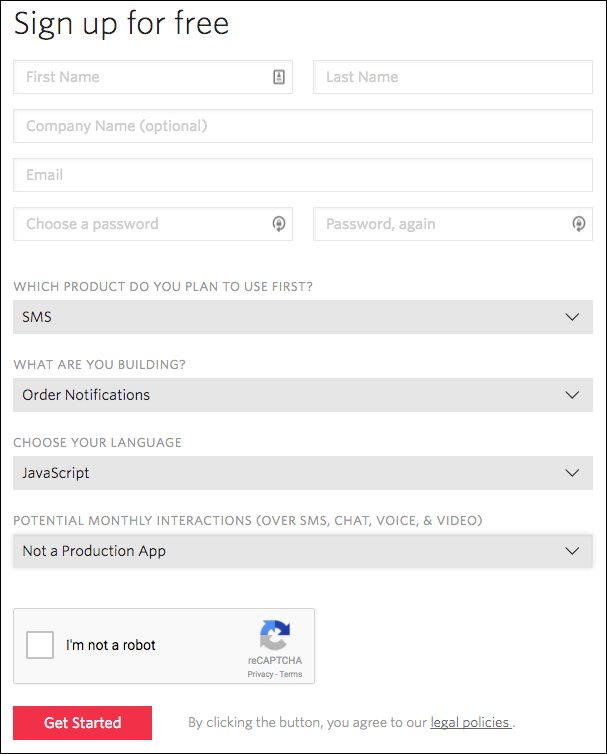 Sign up for free
First Name
Last Name
Company Name (optional)
Email
Choose a password
Password, again
WHICH PRODUCT DO YOU PLAN TO USE FIRST?
SMS
WHAT ARE YOU BUILDING?
Order Notifications
CHOOSE YOUR LANGUAGE
JavaScript
POTENTIAL MONTHLY INTERACTIONS (OVER SMS, CHAT, VOICE, & VIDEO)
Not a Production App
I'm not a robot
reCAPTCHA
Privacy - Terms
Get Started
By clicking the button, you agree to our legal policies .